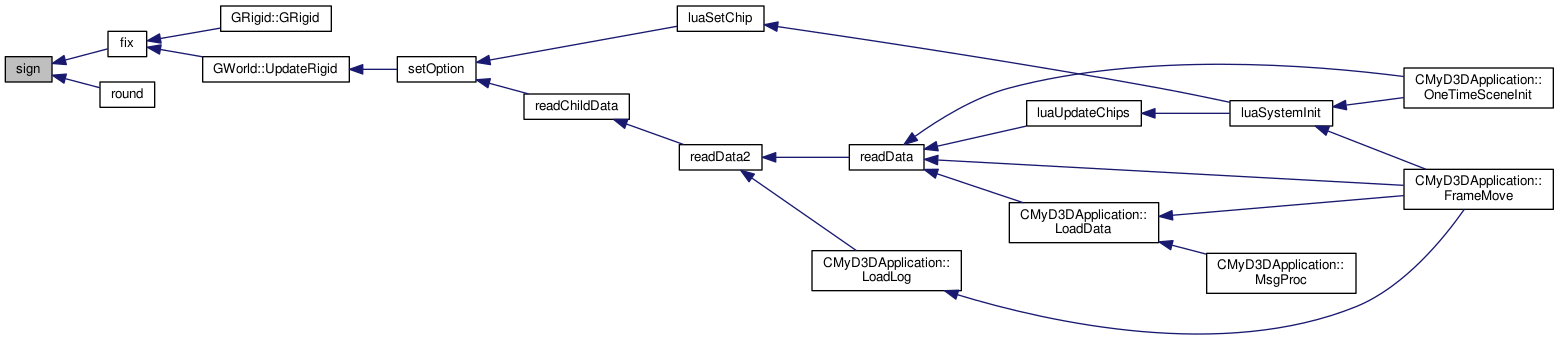 sign
fix
round
GRigid::GRigid
GWorld::UpdateRigid
setOption
luaSetChip
readChildData
readData2
readData
CMyD3DApplication::
LoadLog
luaUpdateChips
CMyD3DApplication::
LoadData
luaSystemInit
CMyD3DApplication::
MsgProc
CMyD3DApplication::
OneTimeSceneInit
CMyD3DApplication::
FrameMove